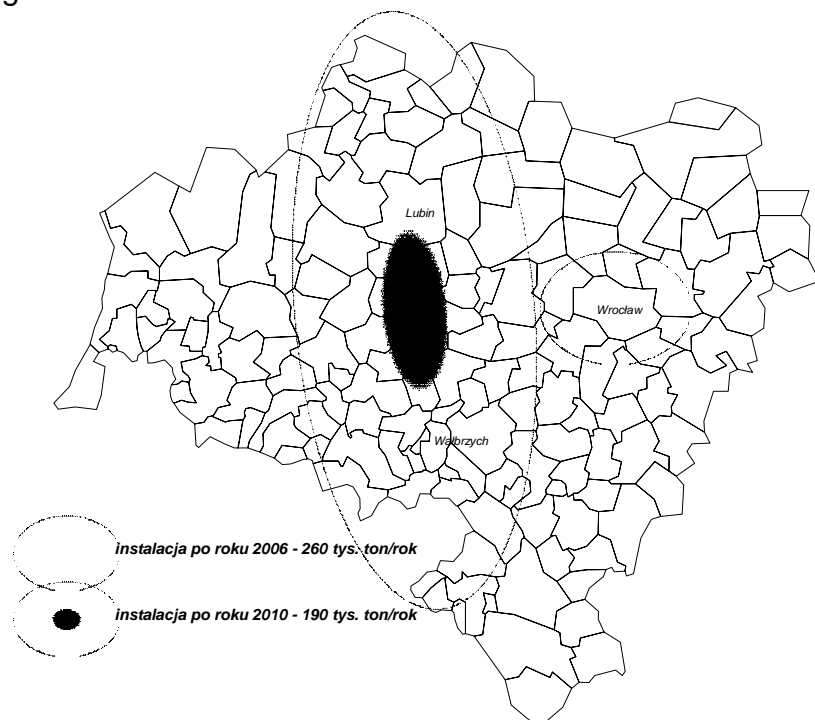 g
Lubin
Wrocław
Wałbrzych
instalacja po roku 2006 - 260 tys. ton/rok
instalacja po roku 2010 - 190 tys. ton/rok